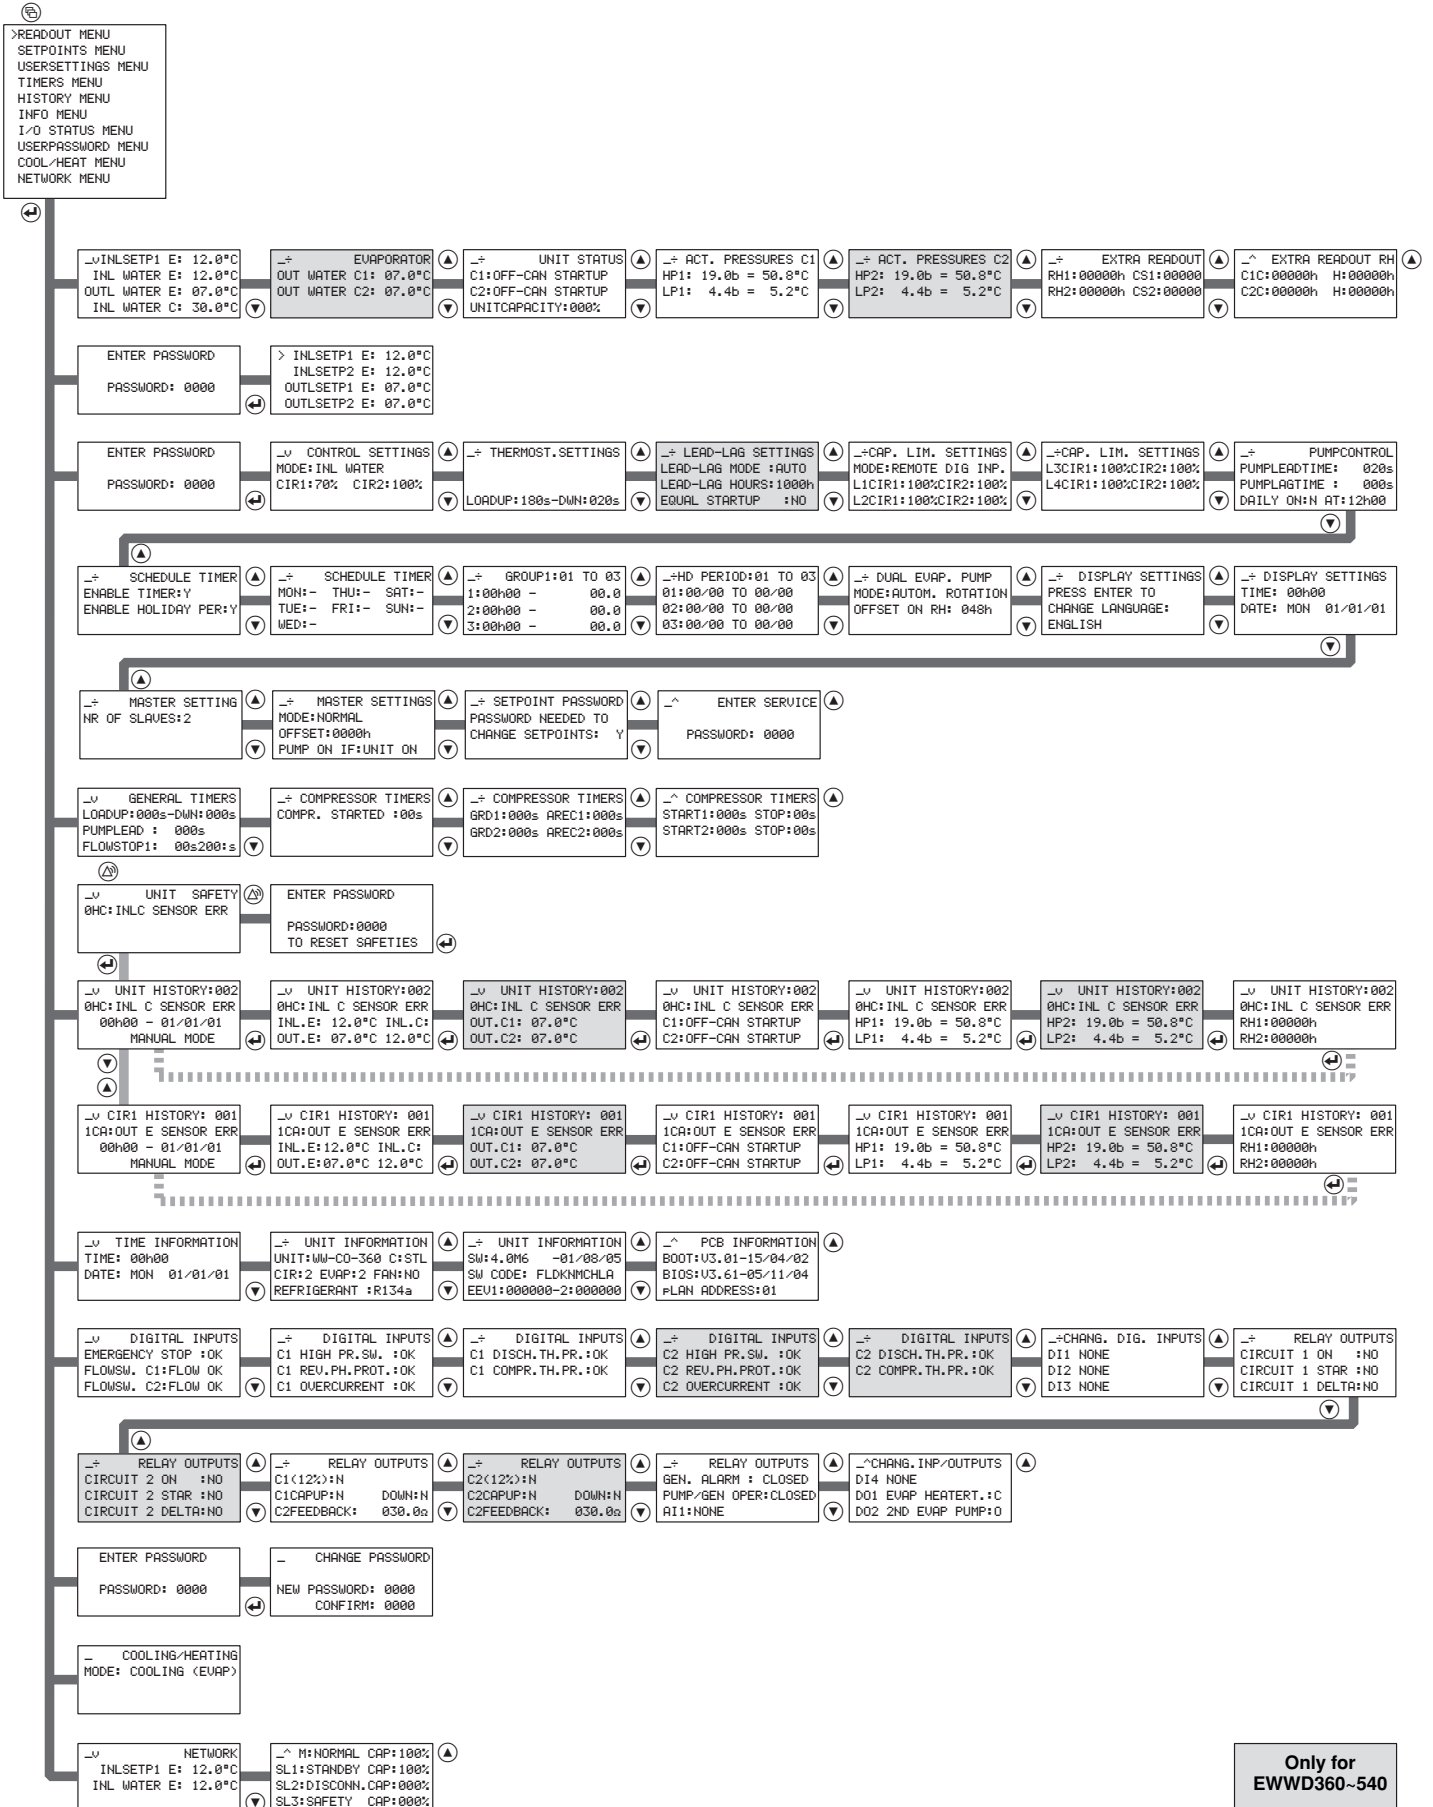 >READOUT MENU
SETPOINTS MENU
USERSETTINGS MENU
TIMERS MENU
HISTORY MENU
INFO MENU
I/O STATUS MENU
USERPASSWORD MENU
COOL/HEAT MENU
NETWORK MENU
_vINLSETP1 E: 12.0°C
INL WATER E: 12.0°C
OUTL WATER E: 07.0°C
INL WATER C: 30.0°C
_÷ EVAPORATOR
OUT WATER C1: 07.0°C
OUT WATER C2: 07.0°C
_÷ UNIT STATUS
C1:OFF-CAN STARTUP
C2:OFF-CAN STARTUP
UNITCAPACITY:000%
_÷ ACT. PRESSURES C1
HP1: 19.0b = 50.8°C
LP1: 4.4b = 5.2°C
_÷ ACT. PRESSURES C2
HP2: 19.0b = 50.8°C
LP2: 4.4b = 5.2°C
_÷ EXTRA READOUT
RH1:00000h CS1:00000
RH2:00000h CS2:00000
_^ EXTRA READOUT RH
C1C:00000h H:00000h
C2C:00000h H:00000h
ENTER PASSWORD
PASSWORD: 0000
> INLSETP1 E: 12.0°C
INLSETP2 E: 12.0°C
OUTLSETP1 E: 07.0°C
OUTLSETP2 E: 07.0°C
ENTER PASSWORD
PASSWORD: 0000
_v CONTROL SETTINGS
MODE:INL WATER
CIR1:70% CIR2:100%
_÷ THERMOST.SETTINGS
LOADUP:180s-DWN:020s
_÷ LEAD-LAG SETTINGS
LEAD-LAG MODE :AUTO
LEAD-LAG HOURS:1000h
EQUAL STARTUP :NO
_÷CAP. LIM. SETTINGS
MODE:REMOTE DIG INP.
L1CIR1:100%CIR2:100%
L2CIR1:100%CIR2:100%
_÷CAP. LIM. SETTINGS
L3CIR1:100%CIR2:100%
L4CIR1:100%CIR2:100%
_÷ PUMPCONTROL
PUMPLEADTIME: 020s
PUMPLAGTIME : 000s
DAILY ON:N AT:12h00
_÷ SCHEDULE TIMER
ENABLE TIMER:Y
ENABLE HOLIDAY PER:Y
_÷ SCHEDULE TIMER
MON:- THU:- SAT:-
TUE:- FRI:- SUN:-
WED:-
_÷ GROUP1:01 TO 03
1:00h00 - 00.0
2:00h00 - 00.0
3:00h00 - 00.0
_÷HD PERIOD:01 TO 03
01:00/00 TO 00/00
02:00/00 TO 00/00
03:00/00 TO 00/00
_÷ DUAL EVAP. PUMP
MODE:AUTOM. ROTATION
OFFSET ON RH: 048h
_÷ DISPLAY SETTINGS
PRESS ENTER TO
CHANGE LANGUAGE:
ENGLISH
_÷ DISPLAY SETTINGS
TIME: 00h00
DATE: MON 01/01/01
_÷ MASTER SETTING
NR OF SLAVES:2
_÷ MASTER SETTINGS
MODE:NORMAL
OFFSET:0000h
PUMP ON IF:UNIT ON
_÷ SETPOINT PASSWORD
PASSWORD NEEDED TO
CHANGE SETPOINTS: Y
_^ ENTER SERVICE
PASSWORD: 0000
_v GENERAL TIMERS
LOADUP:000s-DWN:000s
PUMPLEAD : 000s
FLOWSTOP1: 00s200:s
_÷ COMPRESSOR TIMERS
COMPR. STARTED :00s
_÷ COMPRESSOR TIMERS
GRD1:000s AREC1:000s
GRD2:000s AREC2:000s
_^ COMPRESSOR TIMERS
START1:000s STOP:00s
START2:000s STOP:00s
_v UNIT SAFETY
0HC:INLC SENSOR ERR
ENTER PASSWORD
PASSWORD:0000
TO RESET SAFETIES
_v UNIT HISTORY:002
0HC:INL C SENSOR ERR
00h00 - 01/01/01
MANUAL MODE
_v UNIT HISTORY:002
0HC:INL C SENSOR ERR
INL.E: 12.0°C INL.C:
OUT.E: 07.0°C 12.0°C
_v UNIT HISTORY:002
0HC:INL C SENSOR ERR
OUT.C1: 07.0°C
OUT.C2: 07.0°C
_v UNIT HISTORY:002
0HC:INL C SENSOR ERR
C1:OFF-CAN STARTUP
C2:OFF-CAN STARTUP
_v UNIT HISTORY:002
0HC:INL C SENSOR ERR
HP1: 19.0b = 50.8°C
LP1: 4.4b = 5.2°C
_v UNIT HISTORY:002
0HC:INL C SENSOR ERR
HP2: 19.0b = 50.8°C
LP2: 4.4b = 5.2°C
_v UNIT HISTORY:002
0HC:INL C SENSOR ERR
RH1:00000h
RH2:00000h
_v CIR1 HISTORY: 001
1CA:OUT E SENSOR ERR
00h00 - 01/01/01
MANUAL MODE
_v CIR1 HISTORY: 001
1CA:OUT E SENSOR ERR
INL.E:12.0°C INL.C:
OUT.E:07.0°C 12.0°C
_v CIR1 HISTORY: 001
1CA:OUT E SENSOR ERR
OUT.C1: 07.0°C
OUT.C2: 07.0°C
_v CIR1 HISTORY: 001
1CA:OUT E SENSOR ERR
C1:OFF-CAN STARTUP
C2:OFF-CAN STARTUP
_v CIR1 HISTORY: 001
1CA:OUT E SENSOR ERR
HP1: 19.0b = 50.8°C
LP1: 4.4b = 5.2°C
_v CIR1 HISTORY: 001
1CA:OUT E SENSOR ERR
HP2: 19.0b = 50.8°C
LP2: 4.4b = 5.2°C
_v CIR1 HISTORY: 001
1CA:OUT E SENSOR ERR
RH1:00000h
RH2:00000h
_v TIME INFORMATION
TIME: 00h00
DATE: MON 01/01/01
_÷ UNIT INFORMATION
UNIT:WW-CO-360 C:STL
CIR:2 EVAP:2 FAN:NO
REFRIGERANT :R134a
_÷ UNIT INFORMATION
SW:4.0M6 -01/08/05
SW CODE: FLDKNMCHLA
EEV1:000000-2:000000
_^ PCB INFORMATION
BOOT:V3.01-15/04/02
BIOS:V3.61-05/11/04
pLAN ADDRESS:01
_v DIGITAL INPUTS
EMERGENCY STOP :OK
FLOWSW. C1:FLOW OK
FLOWSW. C2:FLOW OK
_÷ DIGITAL INPUTS
C1 HIGH PR.SW. :OK
C1 REV.PH.PROT.:OK
C1 OVERCURRENT :OK
_÷ DIGITAL INPUTS
C1 DISCH.TH.PR.:OK
C1 COMPR.TH.PR.:OK
_÷ DIGITAL INPUTS
C2 HIGH PR.SW. :OK
C2 REV.PH.PROT.:OK
C2 OVERCURRENT :OK
_÷ DIGITAL INPUTS
C2 DISCH.TH.PR.:OK
C2 COMPR.TH.PR.:OK
_÷CHANG. DIG. INPUTS
DI1 NONE
DI2 NONE
DI3 NONE
_÷ RELAY OUTPUTS
CIRCUIT 1 ON :NO
CIRCUIT 1 STAR :NO
CIRCUIT 1 DELTA:NO
_÷ RELAY OUTPUTS
CIRCUIT 2 ON :NO
CIRCUIT 2 STAR :NO
CIRCUIT 2 DELTA:NO
_÷ RELAY OUTPUTS
C1(12%):N
C1CAPUP:N DOWN:N
C2FEEDBACK: 030.0Ω
_÷ RELAY OUTPUTS
C2(12%):N
C2CAPUP:N DOWN:N
C2FEEDBACK: 030.0Ω
_÷ RELAY OUTPUTS
GEN. ALARM : CLOSED
PUMP/GEN OPER:CLOSED
AI1:NONE
_^CHANG.INP/OUTPUTS
DI4 NONE
DO1 EVAP HEATERT.:C
DO2 2ND EVAP PUMP:O
ENTER PASSWORD
PASSWORD: 0000
_ CHANGE PASSWORD
NEW PASSWORD: 0000
CONFIRM: 0000
_ COOLING/HEATING
MODE: COOLING (EVAP)
_v NETWORK
INLSETP1 E: 12.0°C
INL WATER E: 12.0°C
_^ M:NORMAL CAP:100%
SL1:STANDBY CAP:100%
SL2:DISCONN.CAP:000%
SL3:SAFETY CAP:000%
Only for
EWWD360~540